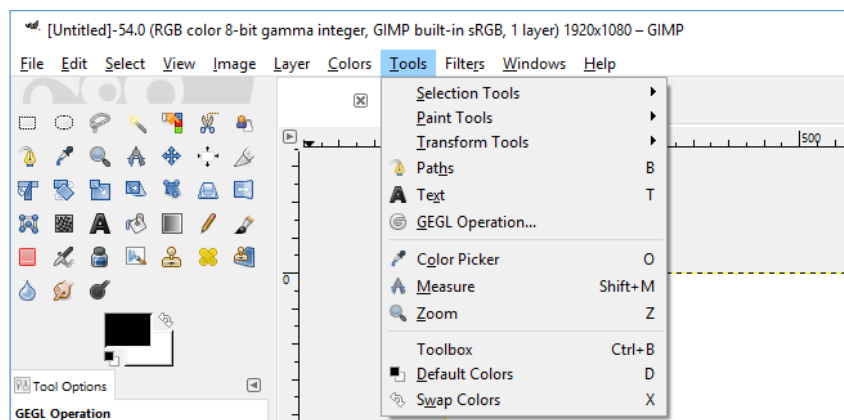 [Untitled]-54.0 (RGB color 8-bit gamma integer, GIMP built-in sRGB, 1 layer) 1920x1080 – GIMP
File Edit Select View Image Layer Colors Tools Filters Windows Help
Selection Tools
Paint Tools
Transform Tools
500
Paths B
Text T
GEGL Operation...
Color Picker O
0
Measure Shift+M
Zoom Z
Toolbox Ctrl+B
Default Colors D
Swap Colors X
Tool Options
GEGL Operation